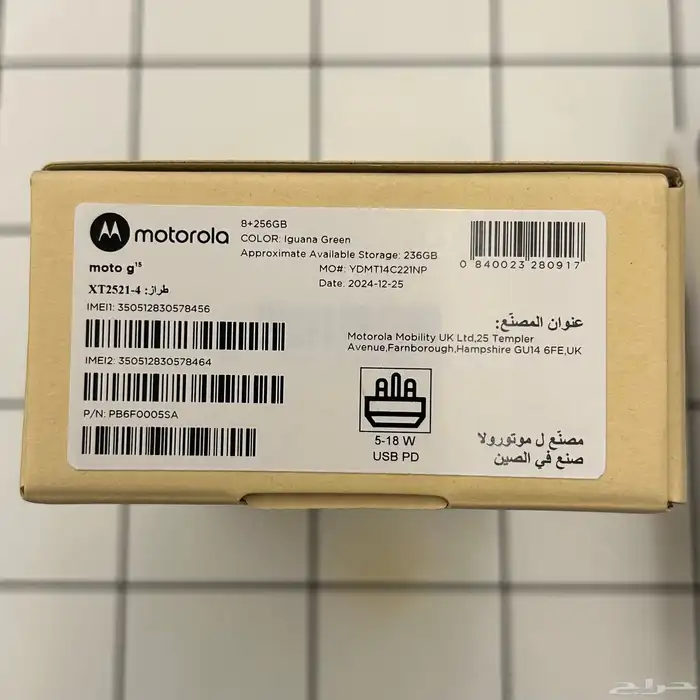 motorola
moto g¹⁵
طراز: XT2521-4
8+256GB
COLOR: Iguana Green
Approximate Available Storage: 236GB
MO#: YDMT14C221NP
Date: 2024-12-25
0 840023 280917
IMEI1: 350512830578456
IMEI2: 350512830578464
P/N: PB6F0005SA
عنوان المصنّع:
Motorola Mobility UK Ltd,25 Templer
Avenue,Farnborough,Hampshire GU14 6FE,UK
5-18 W
USB PD
مصنّع ل موتورولا
صنع في الصين
حراج